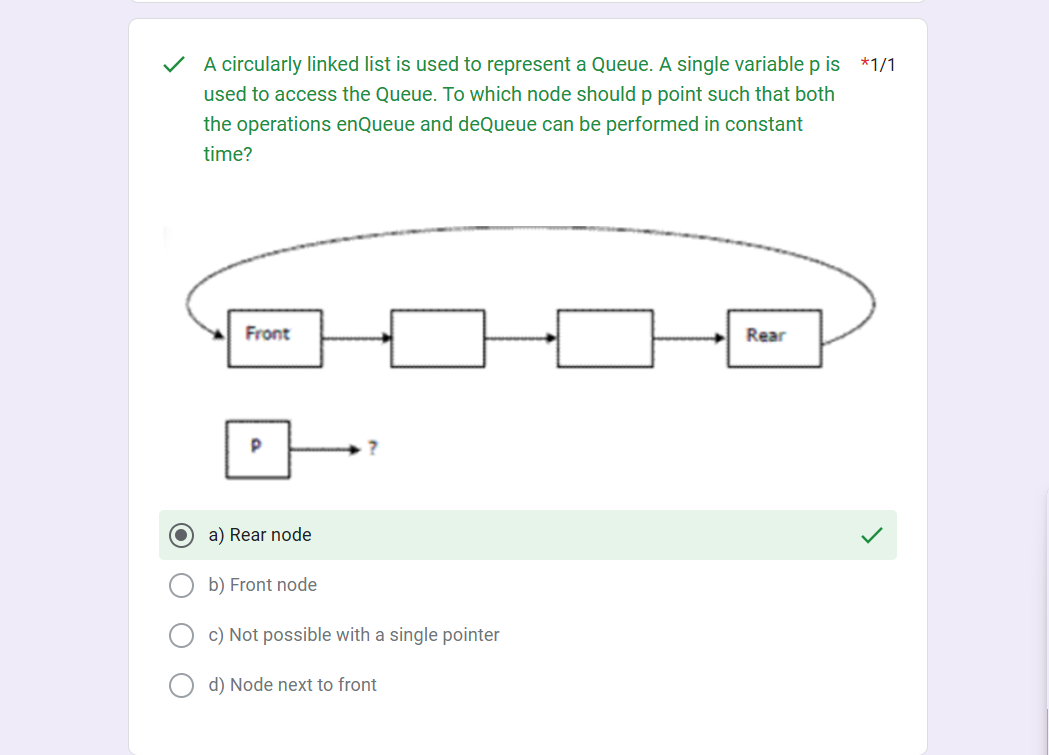 A circularly linked list is used to represent a Queue. A single variable p is *1/1
used to access the Queue. To which node should p point such that both
the operations enQueue and deQueue can be performed in constant
time?
Front
Rear
p
?
a) Rear node
b) Front node
c) Not possible with a single pointer
d) Node next to front